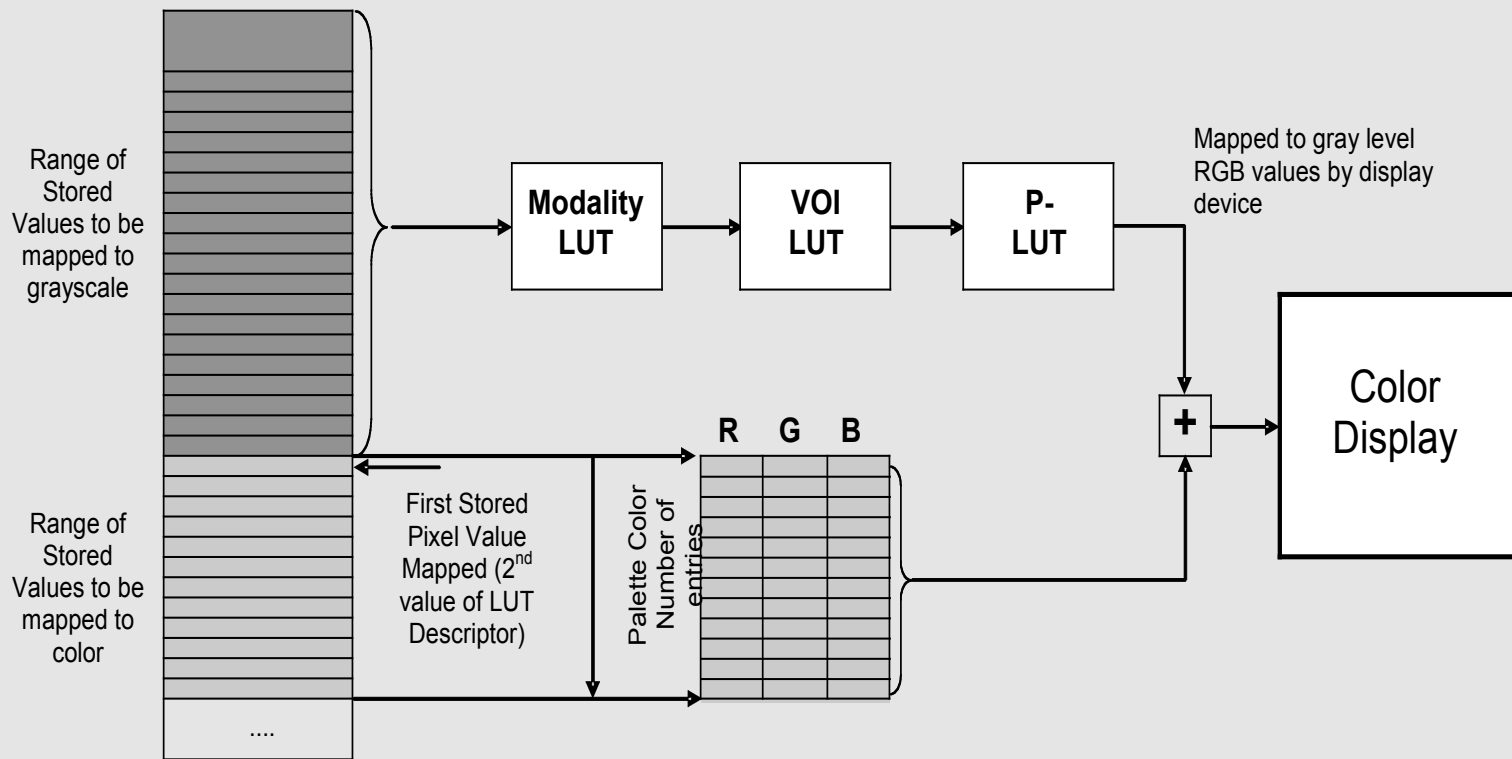 Range of
Stored
Values to be
mapped to
grayscale
Modality
LUT
VOI
LUT
P-
LUT
Mapped to gray level
RGB values by display
device
Color
Display
+
R G B
First Stored
Pixel Value
Mapped (2nd
value of LUT
Descriptor)
Palette Color
Number of
entries
Range of
Stored
Values to be
mapped to
color
....